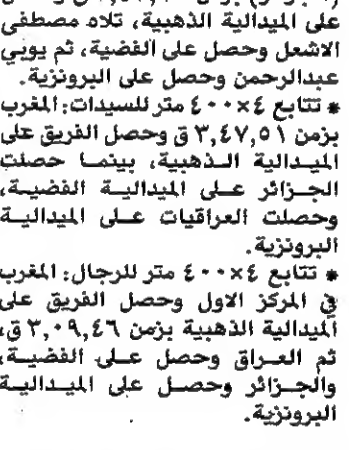 على الميدالية الذهبية، تلاه مصطفى
الاشعل وحصل على الفضية، ثم يوبي
عبدالرحمن وحصل على البرونزية.
* تتابع ٤×٤٠٠ متر للسيدات: المغرب
بزمن ٣,٤٧,٥١ ق وحصل الفريق على
الميدالية الذهبية، بينما حصلت
الجزائر على الميدالية الفضية،
وحصلت العراقيات على الميدالية
البرونزية.
* تتابع ٤×٤٠٠ متر للرجال: المغرب
في المركز الاول وحصل الفريق على
الميدالية الذهبية بزمن ٣,٠٩,٤٦ ق،
ثم العراق وحصل على الفضية،
والجزائر وحصل على الميدالية
البرونزية.